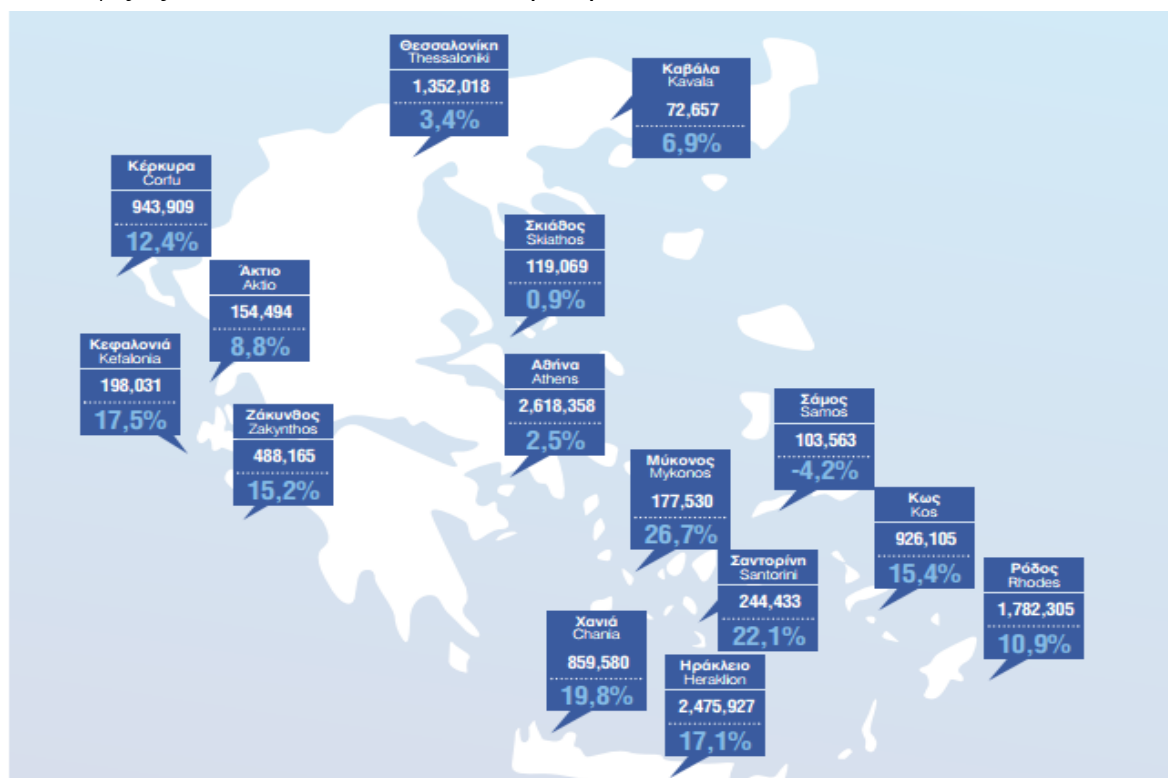 Θεσσαλονίκη
Thessaloniki
1,352,018
3,4%
Καβάλα
Kavala
72,657
6,9%
Κέρκυρα
Corfu
943,909
12,4%
Σκιάθος
Skiathos
119,069
0,9%
Άκτιο
Aktio
154,494
8,8%
Κεφαλονιά
Kefalonia
198,031
17,5%
Αθήνα
Athens
2,618,358
2,5%
Ζάκυνθος
Zakynthos
488,165
15,2%
Σάμος
Samos
103,563
-4,2%
Μύκονος
Mykonos
177,530
26,7%
Κως
Kos
926,105
15,4%
Σαντορίνη
Santorini
244,433
22,1%
Ρόδος
Rhodes
1,782,305
10,9%
Χανιά
Chania
859,580
19,8%
Ηράκλειο
Heraklion
2,475,927
17,1%